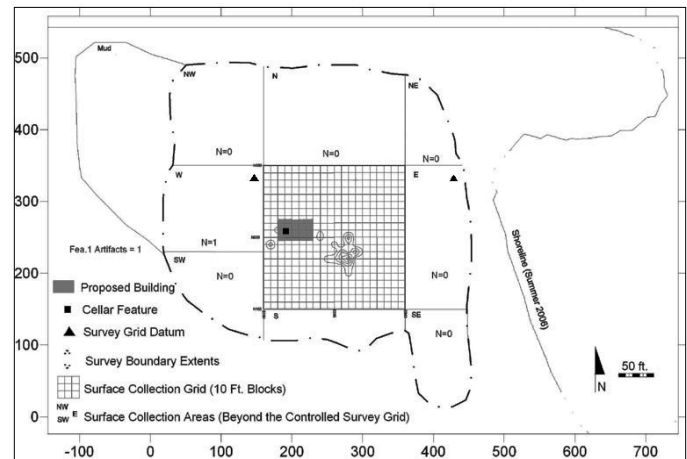 500
400
300
200
100
0
Mud
NW
N
NE
N=0
N=0
N=0
W
E
Fea.1 Artifacts = 1
N=1
SW
N=0
S
SE
N=0
Proposed Building
Cellar Feature
Survey Grid Datum
Survey Boundary Extents
Surface Collection Grid (10 Ft. Blocks)
NW
SW E Surface Collection Areas (Beyond the Controlled Survey Grid)
Shoreline (Summer 2006)
N
50 ft.
-100 0 100 200 300 400 500 600 700